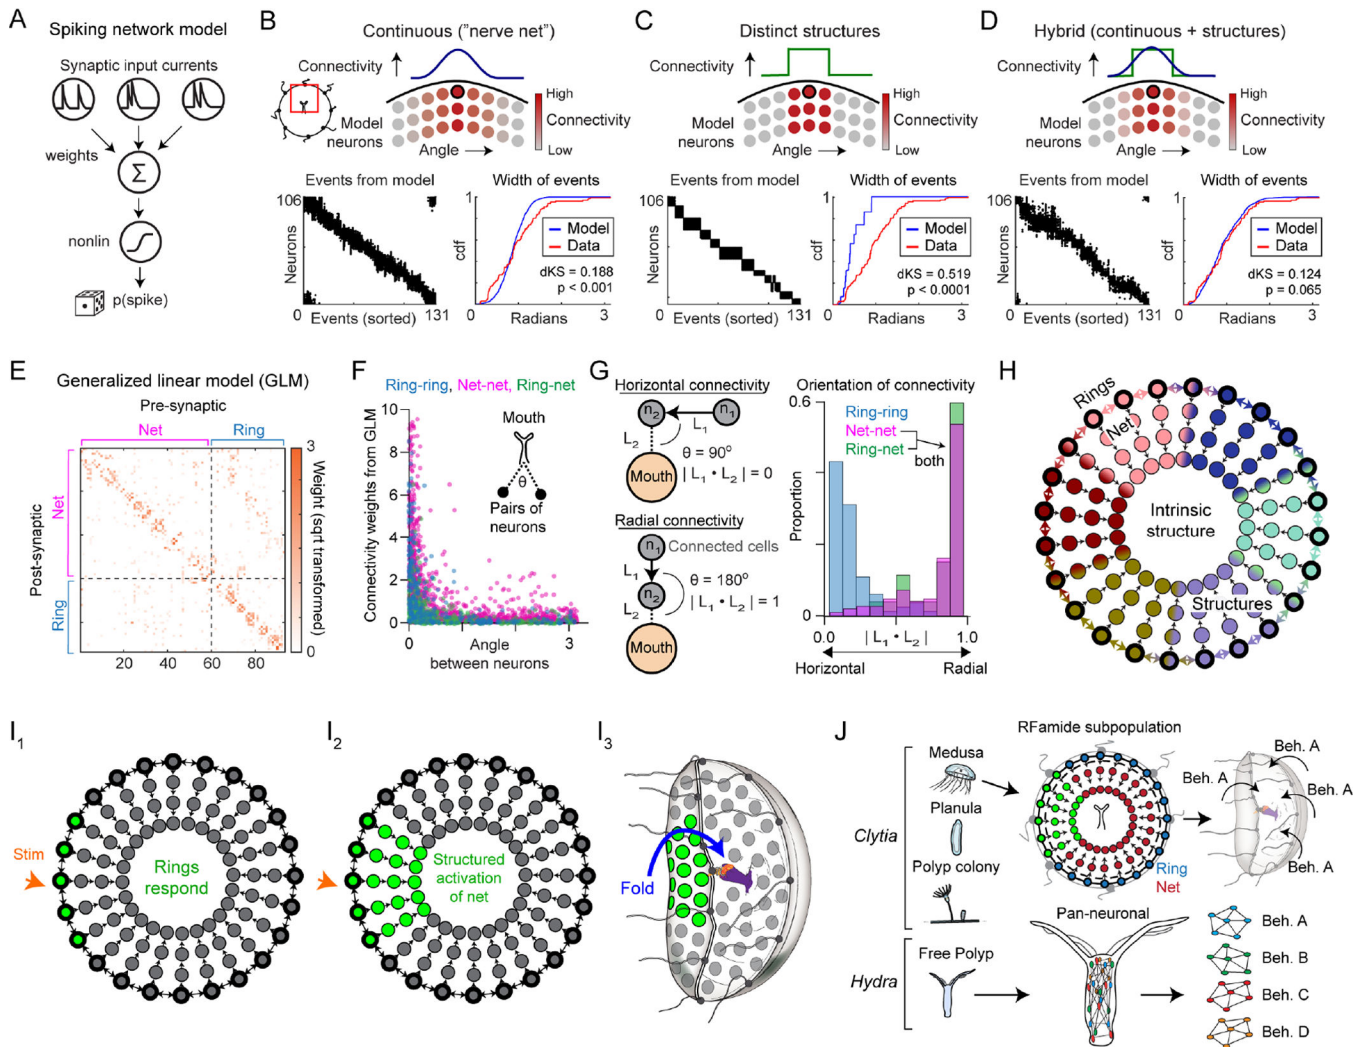 A
Spiking network model
Synaptic input currents
weights
Σ
nonlin
p(spike)
B
Continuous ("nerve net")
Connectivity
High
Connectivity
Low
Model
neurons
Angle
Events from model
106
Neurons
0
Events (sorted)
131
Width of events
1
cdf
Model
Data
dKS = 0.188
p < 0.001
0
Radians
3
C
Distinct structures
Connectivity
High
Connectivity
Low
Model
neurons
Angle
Events from model
106
Neurons
0
Events (sorted)
131
Width of events
1
cdf
Model
Data
dKS = 0.519
p < 0.0001
0
Radians
3
D
Hybrid (continuous + structures)
Connectivity
High
Connectivity
Low
Model
neurons
Angle
Events from model
106
Neurons
0
Events (sorted)
131
Width of events
1
cdf
Model
Data
dKS = 0.124
p = 0.065
0
Radians
3
E
Generalized linear model (GLM)
Pre-synaptic
Net
Ring
Post-synaptic
Net
Ring
20
40
60
80
3
Weight (sqrt transformed)
0
F
Ring-ring, Net-net, Ring-net
Connectivity weights from GLM
10
9
8
6
4
2
0
Mouth
θ
Pairs of
neurons
0
3
Angle
between neurons
G
Horizontal connectivity
n2
n1
L1
L2
θ = 90°
| L1 • L2 | = 0
Mouth
Radial connectivity
n1
Connected cells
L1
n2
L2
θ = 180°
| L1 • L2 | = 1
Mouth
Orientation of connectivity
0.6
Proportion
0
Ring-ring
Net-net
Ring-net
both
0.0
| L1 • L2 |
1.0
Horizontal
Radial
H
Rings
Net
Intrinsic
structure
Structures
I1
Stim
Rings
respond
I2
Structured
activation
of net
I3
Fold
J
Clytia
Medusa
Planula
Polyp colony
RFamide subpopulation
Ring
Net
Beh. A
Beh. A
Beh. A
Beh. A
Hydra
Free Polyp
Pan-neuronal
Beh. A
Beh. B
Beh. C
Beh. D